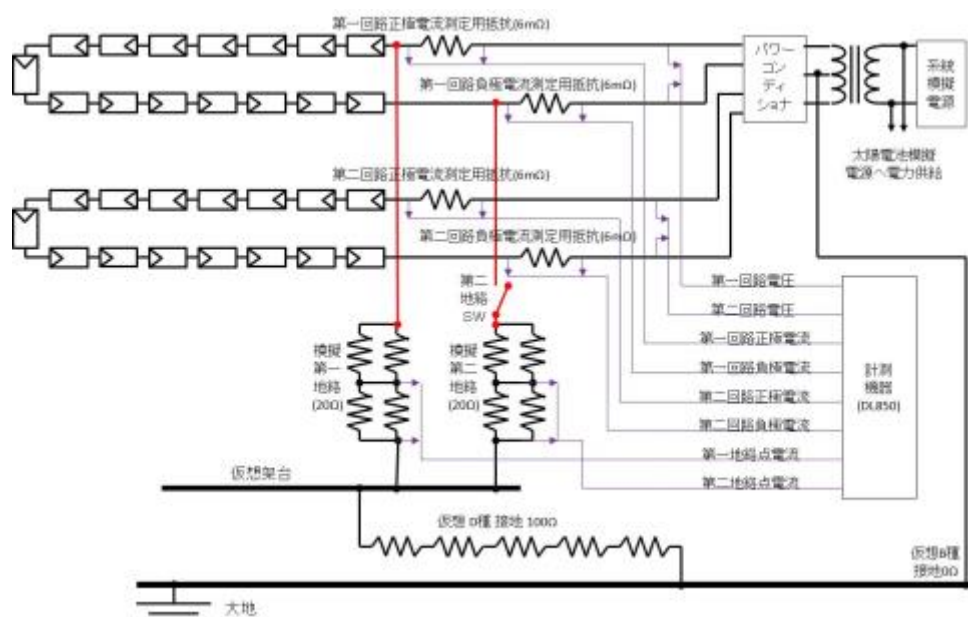 第一回路正極電流測定用抵抗(6mΩ)
パワー
コン
ディ
ショナ
系統
模擬
電源
第一回路負極電流測定用抵抗(6mΩ)
太陽電池模擬
電源へ電力供給
第二回路正極電流測定用抵抗(6mΩ)
第二回路負極電流測定用抵抗(6mΩ)
第二
地絡
SW
第一回路電圧
第二回路電圧
第一回路正極電流
第一回路負極電流
第二回路正極電流
第二回路負極電流
第一地絡点電流
第二地絡点電流
計測
機器
(DL850)
模擬
第一
地絡
(20Ω)
模擬
第二
地絡
(20Ω)
仮想架台
仮想 D種 接地 100Ω
仮想B種
接地0Ω
大地